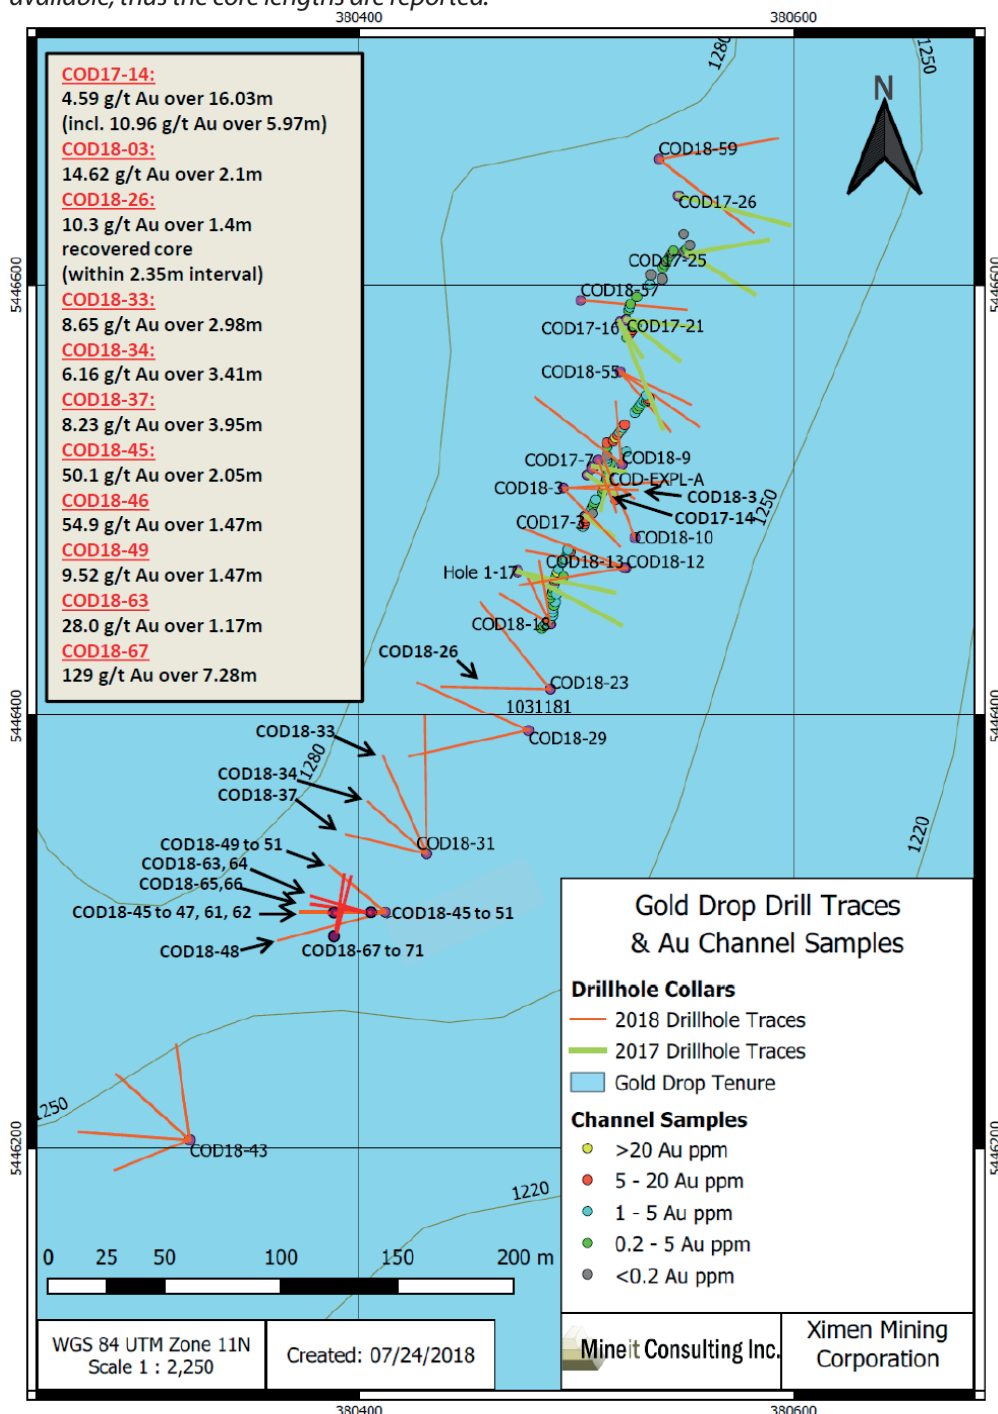 available, thus the core lengths are reported.
380400
380600
COD17-14:
4.59 g/t Au over 16.03m
(incl. 10.96 g/t Au over 5.97m)
COD18-03:
14.62 g/t Au over 2.1m
COD18-26:
10.3 g/t Au over 1.4m
recovered core
(within 2.35m interval)
COD18-33:
8.65 g/t Au over 2.98m
COD18-34:
6.16 g/t Au over 3.41m
COD18-37:
8.23 g/t Au over 3.95m
COD18-45:
50.1 g/t Au over 2.05m
COD18-46
54.9 g/t Au over 1.47m
COD18-49
9.52 g/t Au over 1.47m
COD18-63
28.0 g/t Au over 1.17m
COD18-67
129 g/t Au over 7.28m
1280
1250
N
COD18-59
COD17-26
COD17-25
5446600
5446600
COD18-57
COD17-16
COD17-21
COD18-55
COD17-7
COD18-9
COD-EXPL-A
COD18-3
COD18-3
COD17-14
1250
COD17-3
COD18-10
COD18-13
COD18-12
Hole 1-17
COD18-18
COD18-26
COD18-23
1031181
5446400
5446400
COD18-29
COD18-33
1280
COD18-34
COD18-37
COD18-31
1220
COD18-49 to 51
COD18-63, 64
COD18-65,66
COD18-45 to 47, 61, 62
COD18-45 to 51
COD18-48
COD18-67 to 71
1250
COD18-43
5446200
5446200
1220
Gold Drop Drill Traces
& Au Channel Samples
Drillhole Collars
2018 Drillhole Traces
2017 Drillhole Traces
Gold Drop Tenure
Channel Samples
>20 Au ppm
5 - 20 Au ppm
1 - 5 Au ppm
0.2 - 5 Au ppm
<0.2 Au ppm
0 25 50 100 150 200 m
WGS 84 UTM Zone 11N
Scale 1 : 2,250
Created: 07/24/2018
Mineit Consulting Inc.
Ximen Mining
Corporation
380400
380600